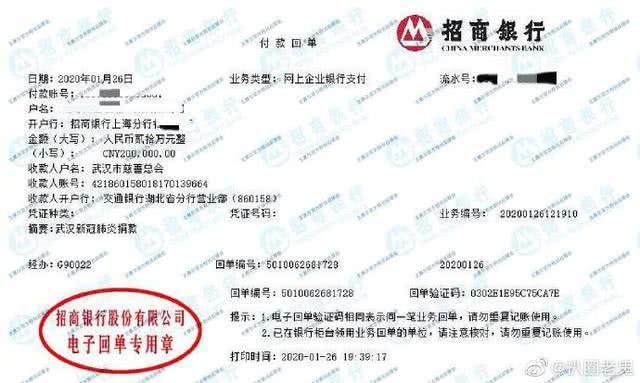 招商银行
CHINA MERCHANTS BANK
付款回单
日期：2020年01月26日 业务类型：网上企业银行支付 流水号：
付款账号：
户名：
开户行：招商银行上海分行
金额（大写）：人民币贰拾万元整
（小写）：CNY200,000.00
收款人户名：武汉市慈善总会
收款人账号：421860158018170139664
收款人开户行：交通银行湖北省分行营业部(860158)
凭证种类： 凭证号码： 业务编号：20200126121910
摘要：武汉新冠肺炎捐款
经办：G90022 回单编号：5010062681728 20200126
回单编号：5010062681728 回单验证码：0302E1E95C75CA7E
提示：1.电子回单验证码相同表示同一笔业务回单，请勿重复记账使用。
2.已在银行柜台领用业务回单的单位，请注意核对，请勿重复记账使用。
打印时间：2020-01-26 19:39:17
招商银行股份有限公司
电子回单专用章
@扒圈老鬼